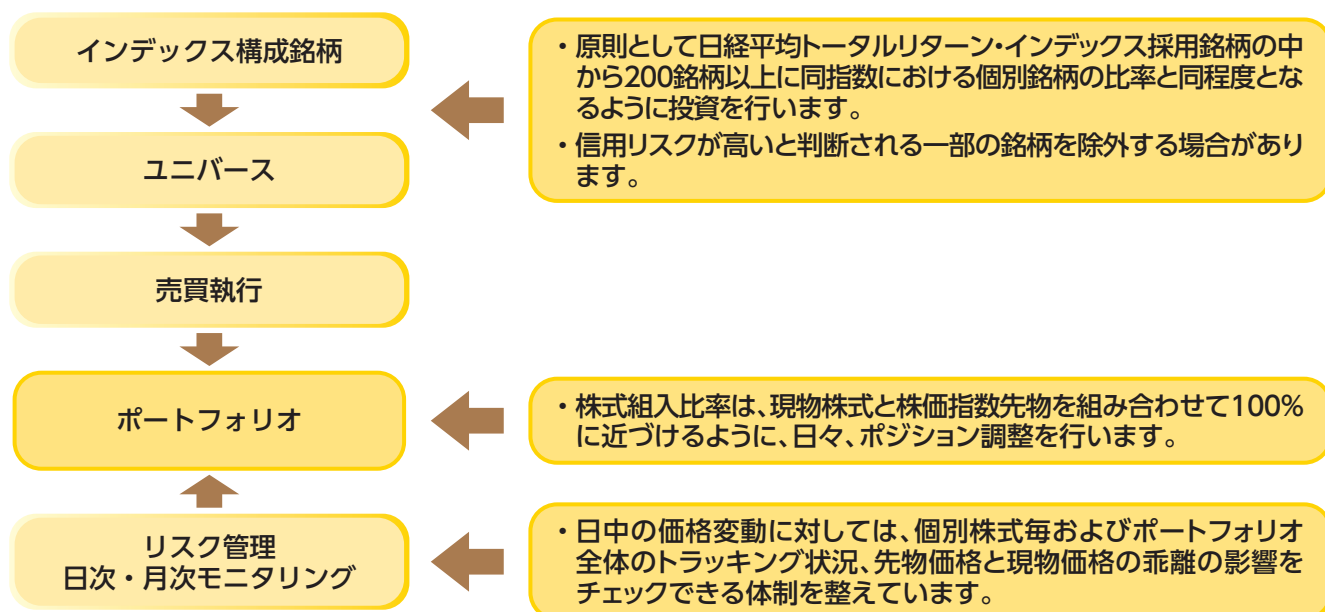 インデックス構成銘柄
・原則として日経平均トータルリターン・インデックス採用銘柄の中
から200銘柄以上に同指数における個別銘柄の比率と同程度とな
るように投資を行います。
・信用リスクが高いと判断される一部の銘柄を除外する場合があり
ます。
ユニバース
売買執行
ポートフォリオ
・株式組入比率は、現物株式と株価指数先物を組み合わせて100%
に近づけるように、日々、ポジション調整を行います。
リスク管理
日次・月次モニタリング
・日中の価格変動に対しては、個別株式毎およびポートフォリオ
全体のトラッキング状況、先物価格と現物価格の乖離の影響を
チェックできる体制を整えています。